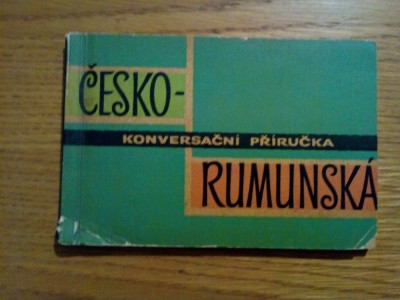 ČESKO-
KONVERSAČNÍ PŘÍRUČKA
RUMUNSKÁ